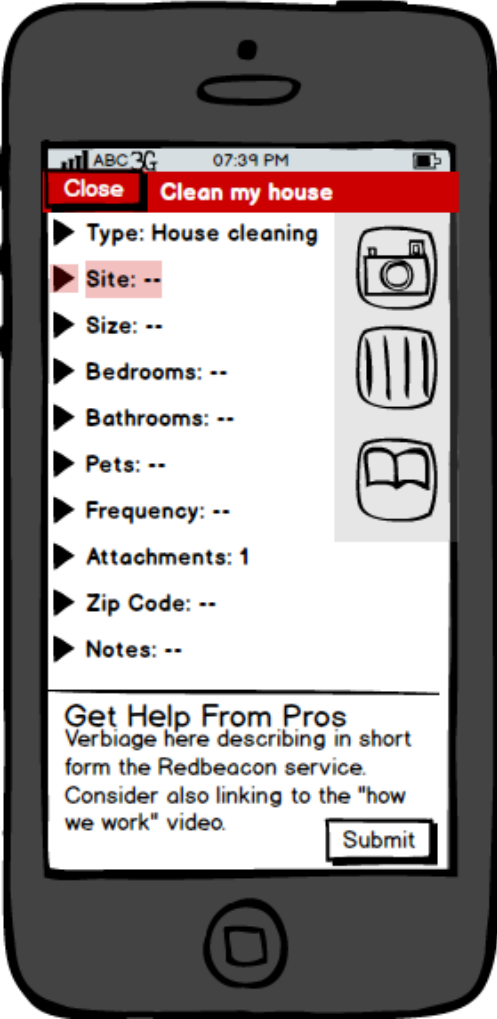 ABC 3G 07:39 PM
Close Clean my house
Type: House cleaning
Site: --
Size: --
Bedrooms: --
Bathrooms: --
Pets: --
Frequency: --
Attachments: 1
Zip Code: --
Notes: --
Get Help From Pros
Verbiage here describing in short
form the Redbeacon service.
Consider also linking to the "how
we work" video.
Submit